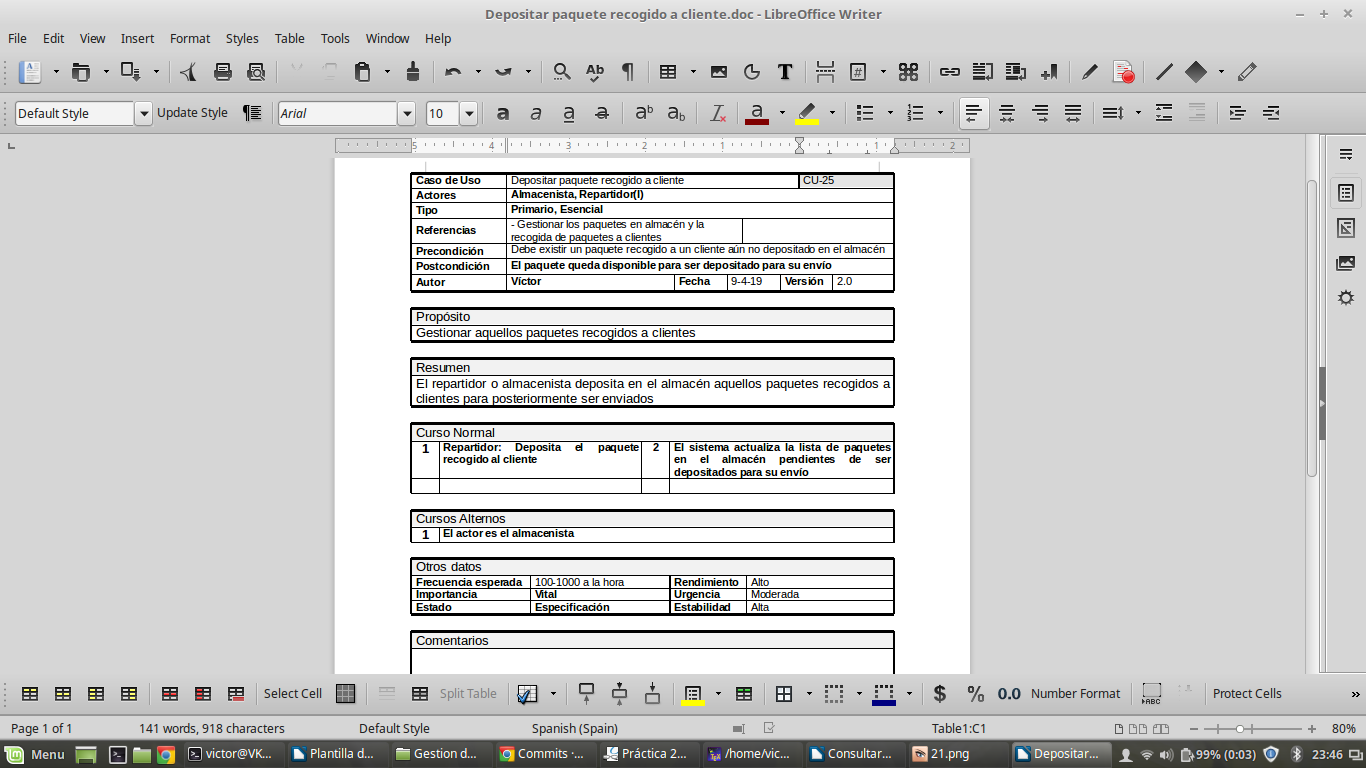 Depositar paquete recogido a cliente.doc - LibreOffice Writer
File Edit View Insert Format Styles Table Tools Window Help
Default Style Update Style Arial 10
5 4 3 2 1 1 2
Caso de Uso Depositar paquete recogido a cliente CU-25
Actores Almacenista, Repartidor(I)
Tipo Primario, Esencial
Referencias - Gestionar los paquetes en almacén y la
recogida de paquetes a clientes
Precondición Debe existir un paquete recogido a un cliente aún no depositado en el almacén
Postcondición El paquete queda disponible para ser depositado para su envío
Autor Víctor Fecha 9-4-19 Versión 2.0
Propósito
Gestionar aquellos paquetes recogidos a clientes
Resumen
El repartidor o almacenista deposita en el almacén aquellos paquetes recogidos a
clientes para posteriormente ser enviados
Curso Normal
1 Repartidor: Deposita el paquete 2 El sistema actualiza la lista de paquetes
recogido al cliente en el almacén pendientes de ser
depositados para su envío
Cursos Alternos
1 El actor es el almacenista
Otros datos
Frecuencia esperada 100-1000 a la hora Rendimiento Alto
Importancia Vital Urgencia Moderada
Estado Especificación Estabilidad Alta
Comentarios
Select Cell Split Table $ % 0.0 Number Format ABC Protect Cells »
Page 1 of 1 141 words, 918 characters Default Style Spanish (Spain) Table1:C1 80%
Menu victor@VK... Plantilla d... Gestion d... Commits ·... Práctica 2... /home/vic... Consultar... 21.png Depositar... 99% (0:03) 23:46